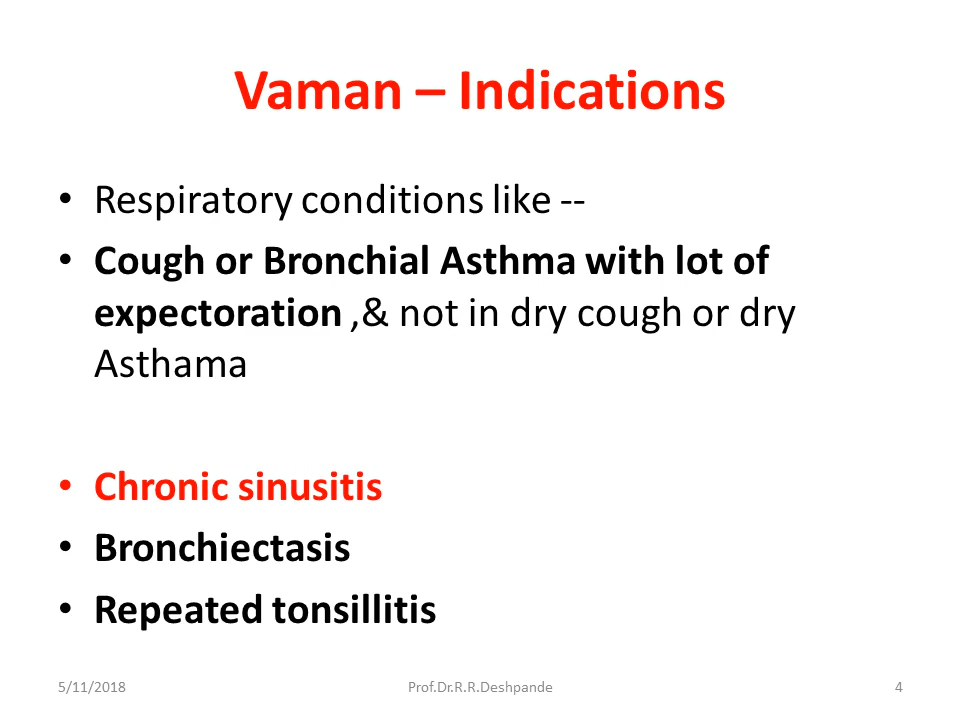 Vaman – Indications
• Respiratory conditions like --
• Cough or Bronchial Asthma with lot of
expectoration ,& not in dry cough or dry
Asthama
• Chronic sinusitis
• Bronchiectasis
• Repeated tonsillitis
5/11/2018 Prof.Dr.R.R.Deshpande 4